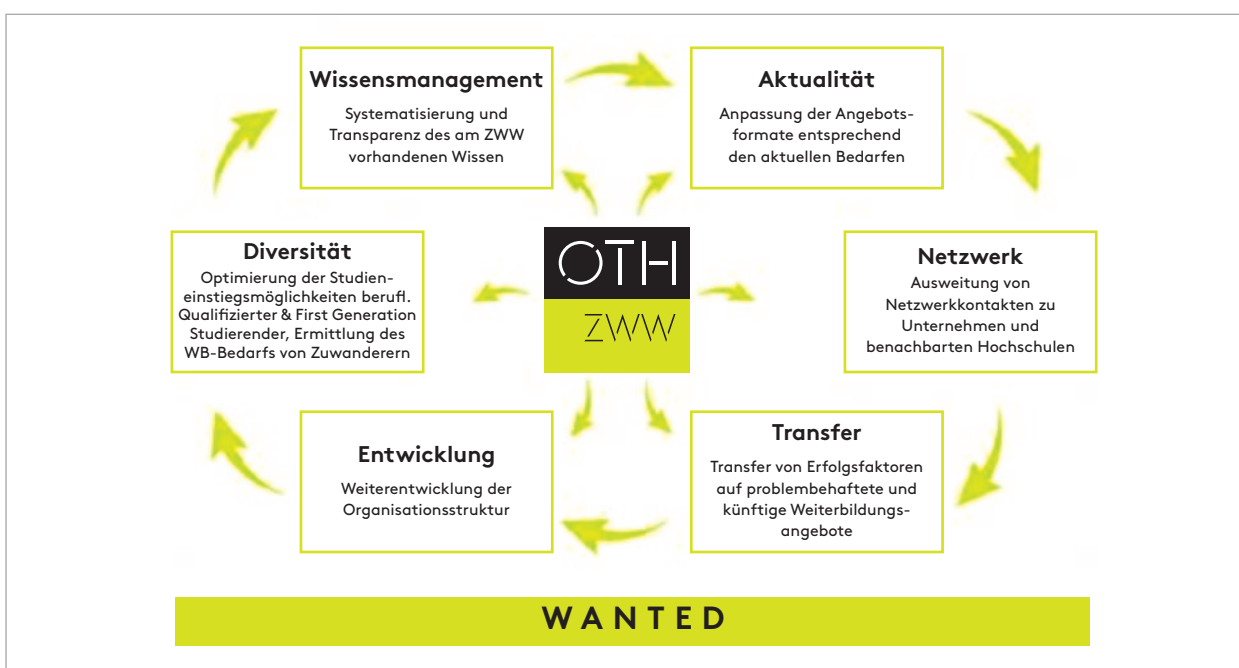 Wissensmanagement
Systematisierung und
Transparenz des am ZWW
vorhandenen Wissen
Aktualität
Anpassung der Angebots-
formate entsprechend
den aktuellen Bedarfen
Diversität
Optimierung der Studien-
einstiegsmöglichkeiten berufl.
Qualifizierter & First Generation
Studierender, Ermittlung des
WB-Bedarfs von Zuwanderern
OTH
ZWW
Netzwerk
Ausweitung von
Netzwerkkontakten zu
Unternehmen und
benachbarten Hochschulen
Entwicklung
Weiterentwicklung der
Organisationsstruktur
Transfer
Transfer von Erfolgsfaktoren
auf problembehaftete und
künftige Weiterbildungs-
angebote
WANTED